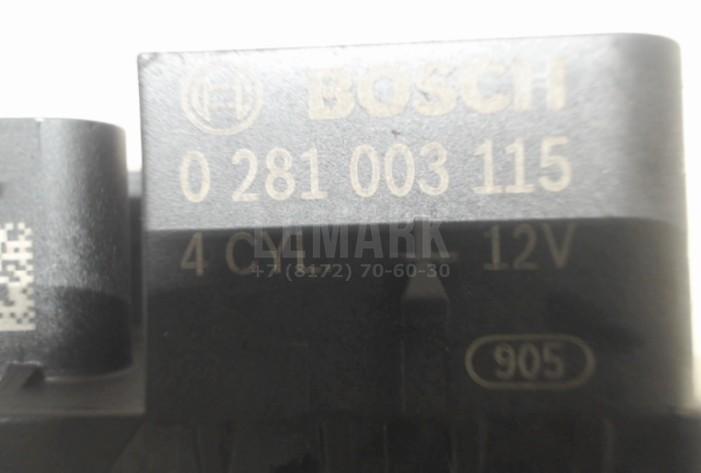 BOSCH
0 281 003 115
4 CYL. 12V
LEMARK
+7 (8172) 70-60-30
905